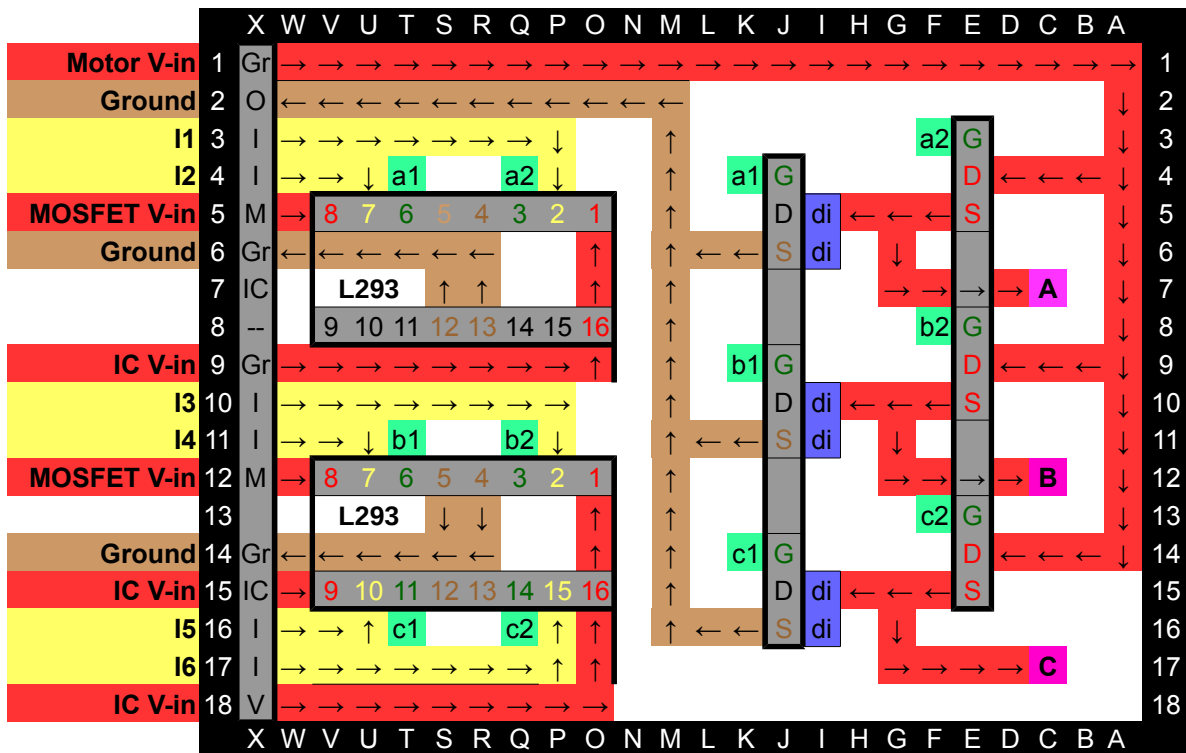 X W V U T S R Q P O N M L K J I H G F E D C B A
Motor V-in 1 Gr → → → → → → → → → → → → → → → → → → → → → → → 1
Ground 2 O ← ← ← ← ← ← ← ← ← ← ← ↓ 2
I1 3 I → → → → → → → ↓ ↑ a2 G ↓ 3
I2 4 I → → ↓ a1 a2 ↓ ↑ a1 G D ← ← ← ↓ 4
MOSFET V-in 5 M → 8 7 6 5 4 3 2 1 ↑ D di ← ← ← S ↓ 5
Ground 6 Gr ← ← ← ← ← ← ↑ ↑ ← ← S di ↓ ↓ 6
7 IC L293 ↑ ↑ ↑ ↑ → → → → A ↓ 7
8 -- 9 10 11 12 13 14 15 16 ↑ b2 G ↓ 8
IC V-in 9 Gr → → → → → → → → ↑ ↑ b1 G D ← ← ← ↓ 9
I3 10 I → → → → → → → → ↑ D di ← ← ← S ↓ 10
I4 11 I → → ↓ b1 b2 ↓ ↑ ← ← S di ↓ ↓ 11
MOSFET V-in 12 M → 8 7 6 5 4 3 2 1 ↑ → → → → B ↓ 12
13 L293 ↓ ↓ ↑ ↑ c2 G ↓ 13
Ground 14 Gr ← ← ← ← ← ← ↑ ↑ c1 G D ← ← ← ↓ 14
IC V-in 15 IC → 9 10 11 12 13 14 15 16 ↑ D di ← ← ← S 15
I5 16 I → → ↑ c1 c2 ↑ ↑ ↑ ← ← S di ↓ 16
I6 17 I → → → → → → → ↑ ↑ → → → → C 17
IC V-in 18 V → → → → → → → → → 18
X W V U T S R Q P O N M L K J I H G F E D C B A